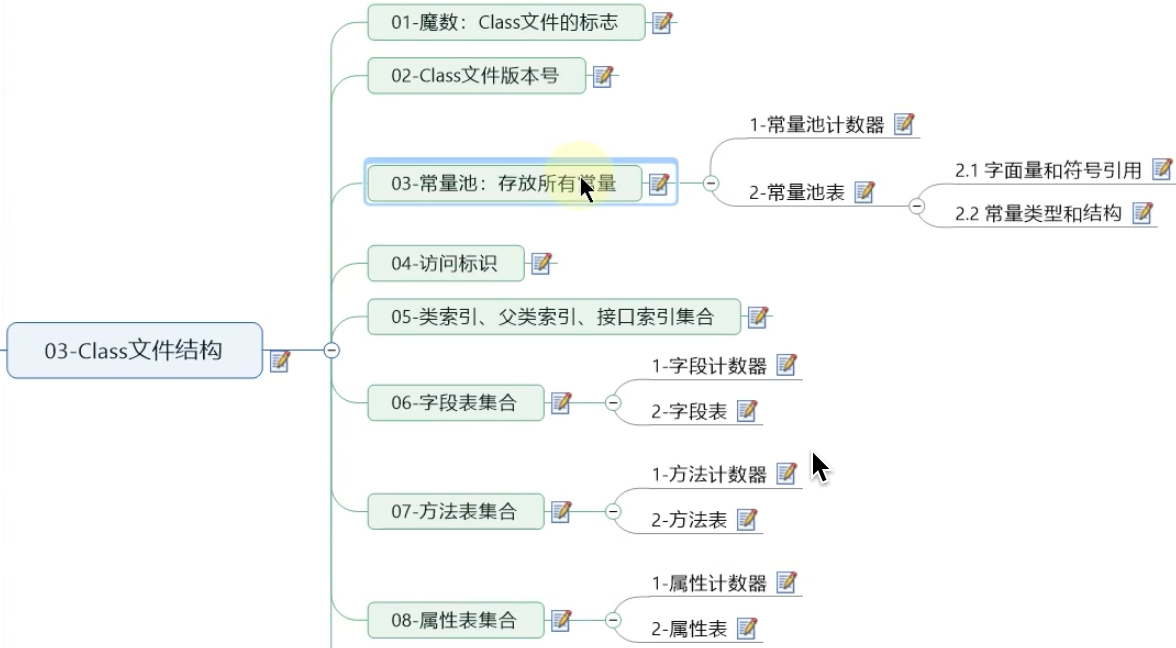 01-魔数：Class文件的标志
02-Class文件版本号
03-常量池：存放所有常量
1-常量池计数器
2-常量池表
2.1 字面量和符号引用
2.2 常量类型和结构
04-访问标识
05-类索引、父类索引、接口索引集合
03-Class文件结构
06-字段表集合
1-字段计数器
2-字段表
07-方法表集合
1-方法计数器
2-方法表
08-属性表集合
1-属性计数器
2-属性表